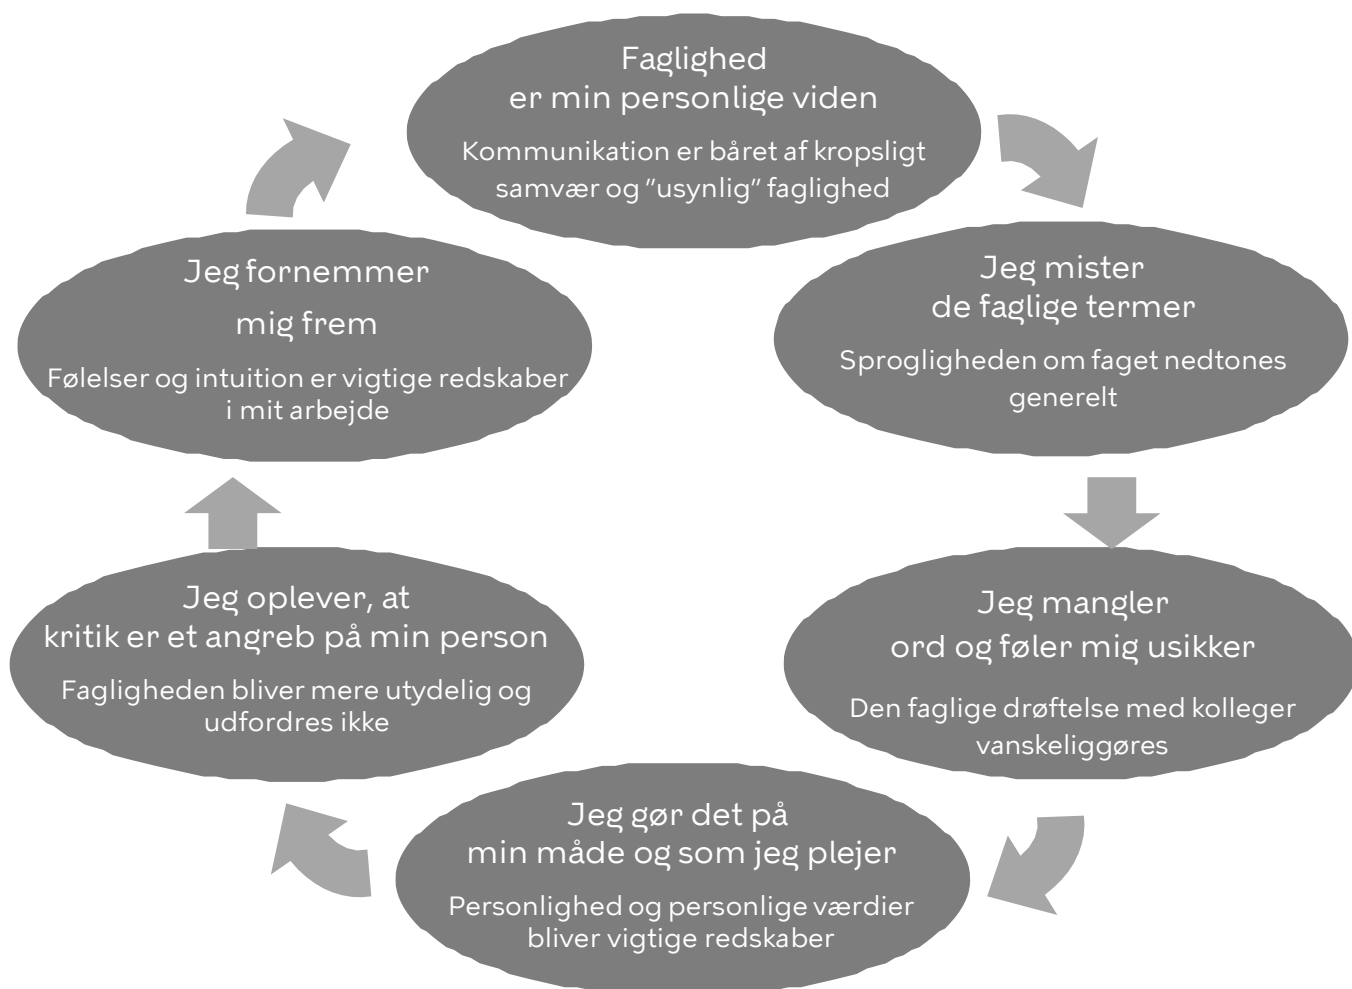 Faglighed
er min personlige viden
Kommunikation er båret af kropsligt
samvær og ”usynlig” faglighed
Jeg mister
de faglige termer
Sprogligheden om faget nedtones
generelt
Jeg mangler
ord og føler mig usikker
Den faglige drøftelse med kolleger
vanskeliggøres
Jeg gør det på
min måde og som jeg plejer
Personlighed og personlige værdier
bliver vigtige redskaber
Jeg oplever, at
kritik er et angreb på min person
Fagligheden bliver mere utydelig og
udfordres ikke
Jeg fornemmer
mig frem
Følelser og intuition er vigtige redskaber
i mit arbejde